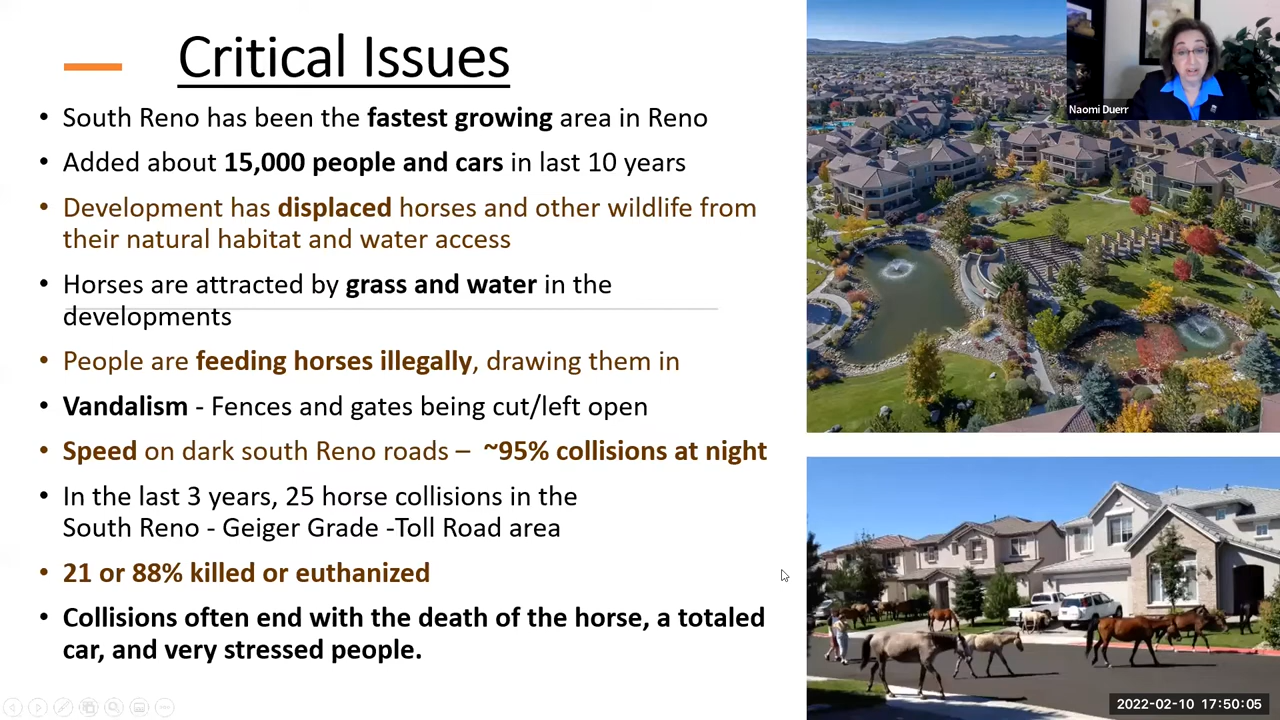 Critical Issues
• South Reno has been the fastest growing area in Reno
• Added about 15,000 people and cars in last 10 years
• Development has displaced horses and other wildlife from
their natural habitat and water access
• Horses are attracted by grass and water in the
developments
• People are feeding horses illegally, drawing them in
• Vandalism - Fences and gates being cut/left open
• Speed on dark south Reno roads – ~95% collisions at night
• In the last 3 years, 25 horse collisions in the
South Reno - Geiger Grade -Toll Road area
• 21 or 88% killed or euthanized
• Collisions often end with the death of the horse, a totaled
car, and very stressed people.
Naomi Duerr
2022-02-10 17:50:05